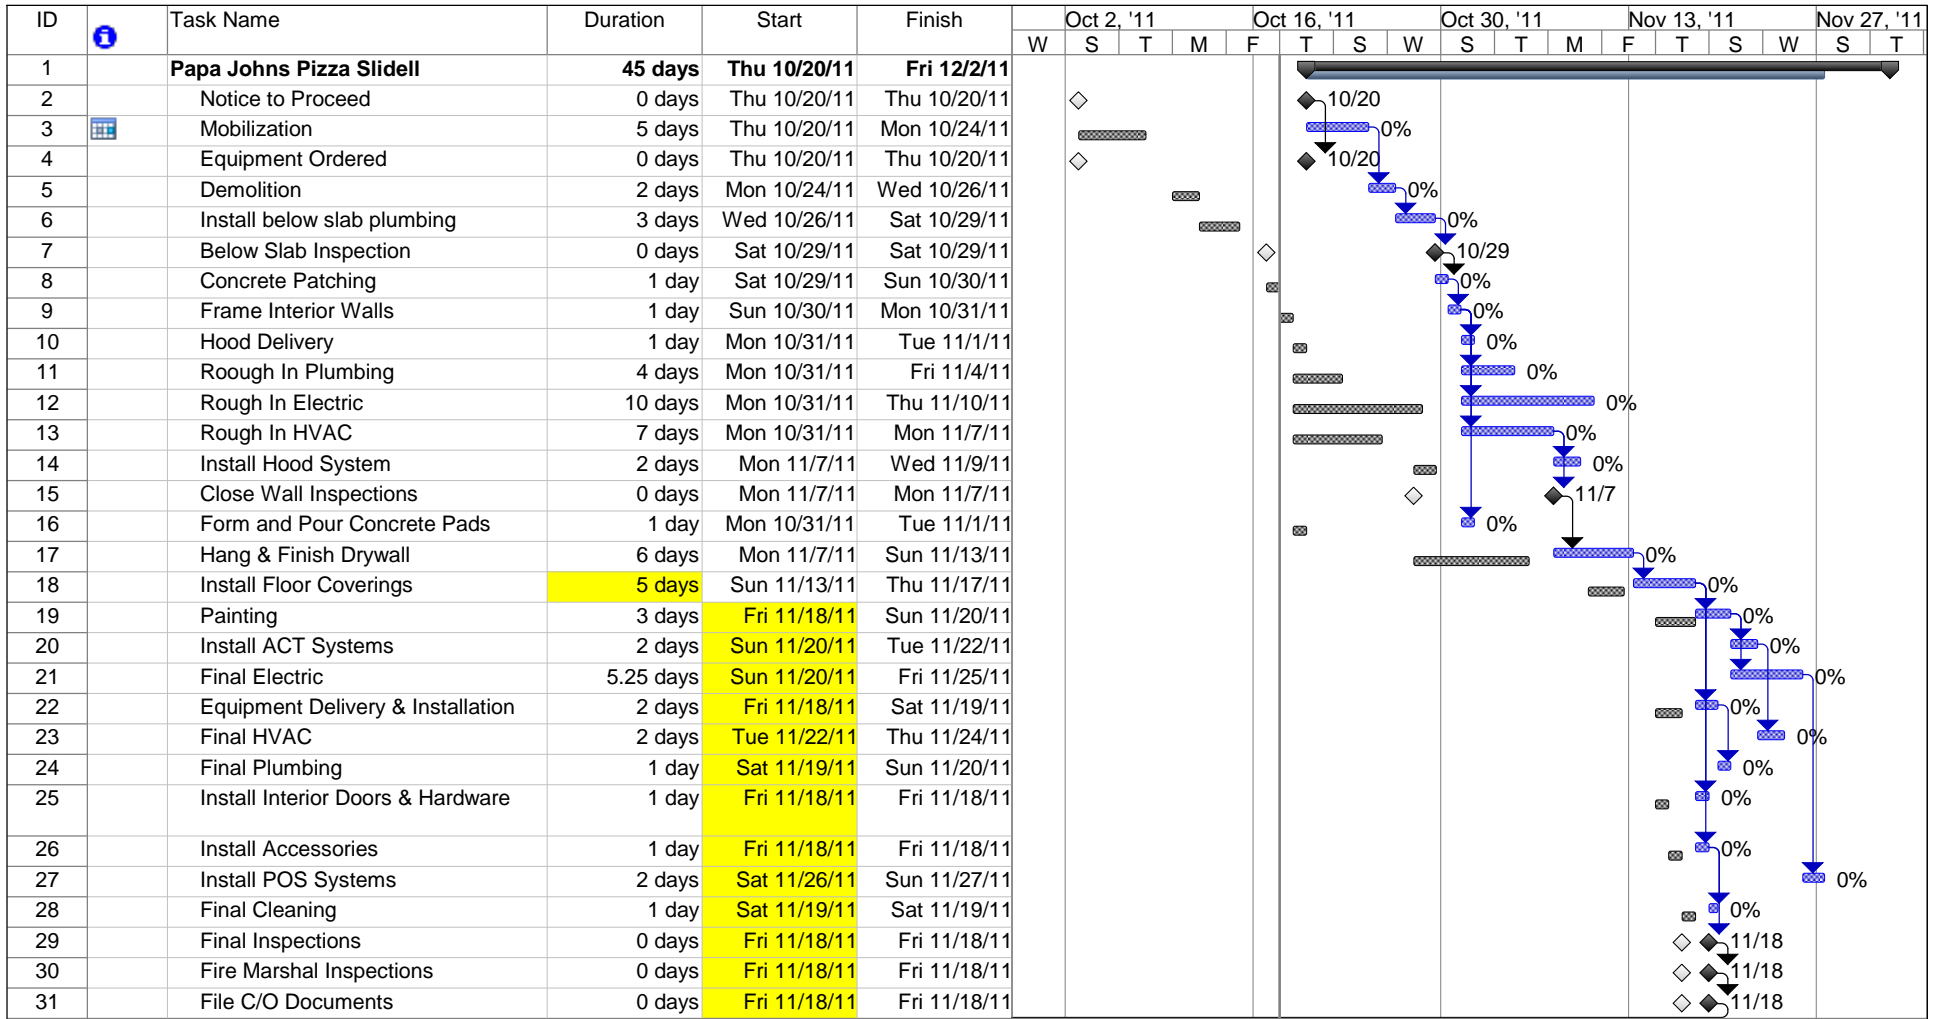 ID Task Name Duration Start Finish Oct 2, '11 Oct 16, '11 Oct 30, '11 Nov 13, '11 Nov 27, '11
W S T M F T S W S T M F T S W S T
1 Papa Johns Pizza Slidell 45 days Thu 10/20/11 Fri 12/2/11
2 Notice to Proceed 0 days Thu 10/20/11 Thu 10/20/11 10/20
3 Mobilization 5 days Thu 10/20/11 Mon 10/24/11 0%
4 Equipment Ordered 0 days Thu 10/20/11 Thu 10/20/11 10/20
5 Demolition 2 days Mon 10/24/11 Wed 10/26/11 0%
6 Install below slab plumbing 3 days Wed 10/26/11 Sat 10/29/11 0%
7 Below Slab Inspection 0 days Sat 10/29/11 Sat 10/29/11 10/29
8 Concrete Patching 1 day Sat 10/29/11 Sun 10/30/11 0%
9 Frame Interior Walls 1 day Sun 10/30/11 Mon 10/31/11 0%
10 Hood Delivery 1 day Mon 10/31/11 Tue 11/1/11 0%
11 Roough In Plumbing 4 days Mon 10/31/11 Fri 11/4/11 0%
12 Rough In Electric 10 days Mon 10/31/11 Thu 11/10/11 0%
13 Rough In HVAC 7 days Mon 10/31/11 Mon 11/7/11 0%
14 Install Hood System 2 days Mon 11/7/11 Wed 11/9/11 0%
15 Close Wall Inspections 0 days Mon 11/7/11 Mon 11/7/11 11/7
16 Form and Pour Concrete Pads 1 day Mon 10/31/11 Tue 11/1/11 0%
17 Hang & Finish Drywall 6 days Mon 11/7/11 Sun 11/13/11 0%
18 Install Floor Coverings 5 days Sun 11/13/11 Thu 11/17/11 0%
19 Painting 3 days Fri 11/18/11 Sun 11/20/11 0%
20 Install ACT Systems 2 days Sun 11/20/11 Tue 11/22/11 0%
21 Final Electric 5.25 days Sun 11/20/11 Fri 11/25/11 0%
22 Equipment Delivery & Installation 2 days Fri 11/18/11 Sat 11/19/11 0%
23 Final HVAC 2 days Tue 11/22/11 Thu 11/24/11 0%
24 Final Plumbing 1 day Sat 11/19/11 Sun 11/20/11 0%
25 Install Interior Doors & Hardware 1 day Fri 11/18/11 Fri 11/18/11 0%
26 Install Accessories 1 day Fri 11/18/11 Fri 11/18/11 0%
27 Install POS Systems 2 days Sat 11/26/11 Sun 11/27/11 0%
28 Final Cleaning 1 day Sat 11/19/11 Sat 11/19/11 0%
29 Final Inspections 0 days Fri 11/18/11 Fri 11/18/11 11/18
30 Fire Marshal Inspections 0 days Fri 11/18/11 Fri 11/18/11 11/18
31 File C/O Documents 0 days Fri 11/18/11 Fri 11/18/11 11/18